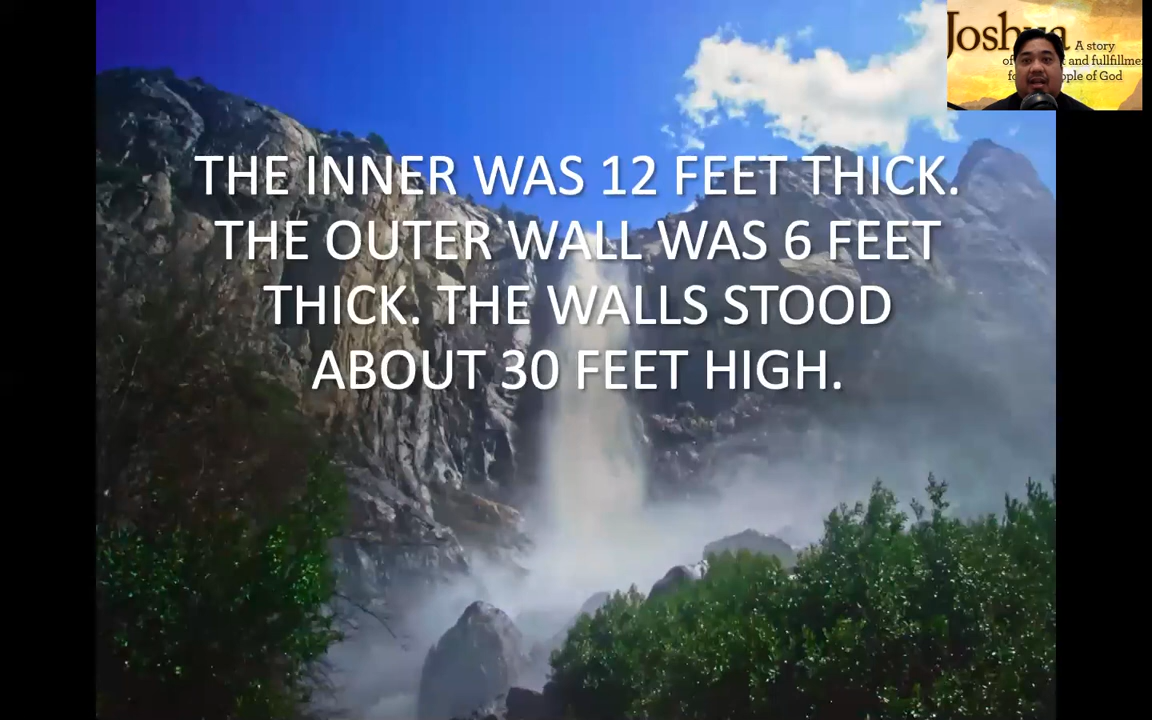 THE INNER WAS 12 FEET THICK.
THE OUTER WALL WAS 6 FEET
THICK. THE WALLS STOOD
ABOUT 30 FEET HIGH.
Joshua A story
of and fullfillme
ople of God